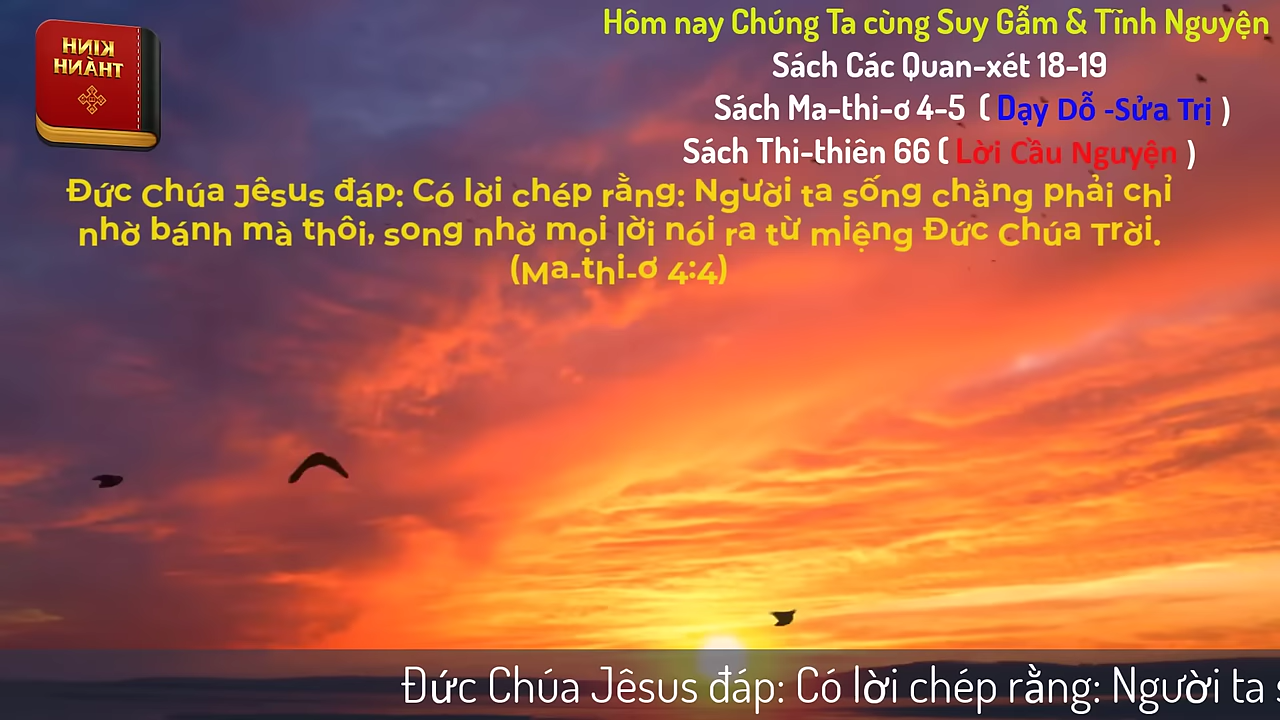 Hôm nay Chúng Ta cùng Suy Gẫm & Tĩnh Nguyện
KINH
THÀNH
Sách Các Quan-xét 18-19
Sách Ma-thi-ơ 4-5 ( Dạy Dỗ -Sửa Trị )
Sách Thi-thiên 66 ( Lời Cầu Nguyện )
Đức Chúa Jêsus đáp: Có lời chép rằng: Người ta sống chẳng phải chỉ
nhờ bánh mà thôi, song nhờ mọi lời nói ra từ miệng Đức Chúa Trời.
(Ma-thi-ơ 4:4)
Đức Chúa Jêsus đáp: Có lời chép rằng: Người ta